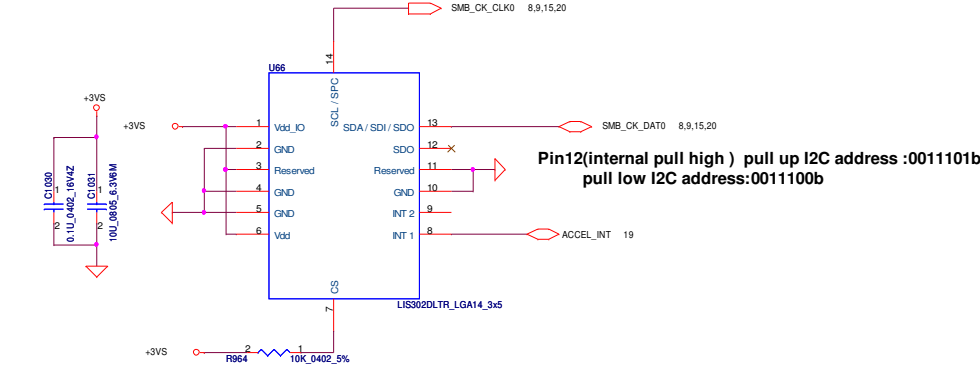 SMB_CK_CLK0 8,9,15,20
14
U66
SCL / SPC
+3VS
+3VS
1 Vdd_IO
SDA / SDI / SDO 13
SMB_CK_DAT0 8,9,15,20
2 GND
SDO 12
Pin12(internal pull high ) pull up I2C address :0011101b
3 Reserved
Reserved 11
pull low I2C address:0011100b
4 GND
GND 10
5 GND
INT 2 9
6 Vdd
INT 1 8
ACCEL_INT 19
C1030
1
2
0.1U_0402_16V4Z
C1031
1
2
10U_0805_6.3V6M
CS
7
LIS302DLTR_LGA14_3x5
+3VS
2
1
R964
10K_0402_5%